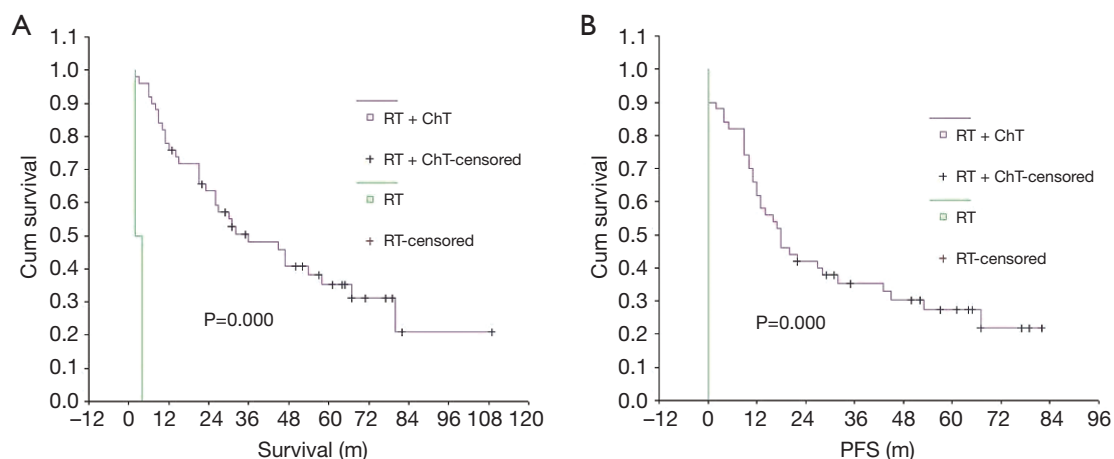 A
1.1
1.0
0.9
0.8
0.7
0.6
0.5
0.4
0.3
0.2
0.1
0.0
Cum survival
RT + ChT
RT + ChT-censored
RT
RT-censored
P=0.000
−12 0 12 24 36 48 60 72 84 96 108 120
Survival (m)
B
1.1
1.0
0.9
0.8
0.7
0.6
0.5
0.4
0.3
0.2
0.1
0.0
Cum survival
RT + ChT
RT + ChT-censored
RT
RT-censored
P=0.000
−12 0 12 24 36 48 60 72 84 96
PFS (m)